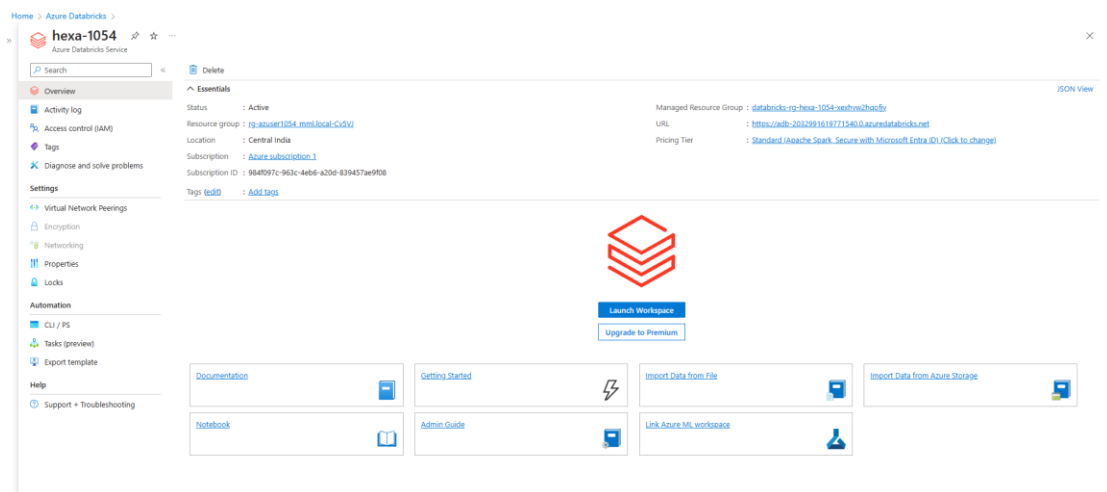 Home > Azure Databricks >
hexa-1054
Azure Databricks Service
Search
Delete
Overview
Essentials
JSON View
Activity log
Status : Active
Managed Resource Group : databricks-rg-hexa-1054-xexhvw2hqo5jv
Access control (IAM)
Resource group : rg-azuser1054_mml.local-Cv5VJ
URL : https://adb-2032991619771540.0.azuredatabricks.net
Tags
Location : Central India
Pricing Tier : Standard (Apache Spark, Secure with Microsoft Entra ID) (Click to change)
Diagnose and solve problems
Subscription : Azure subscription 1
Subscription ID : 984f097c-963c-4eb6-a20d-839457ae9f08
Settings
Tags (edit) : Add tags
Virtual Network Peerings
Encryption
Networking
Properties
Locks
Automation
Launch Workspace
CLI / PS
Upgrade to Premium
Tasks (preview)
Export template
Help
Documentation
Getting Started
Import Data from File
Import Data from Azure Storage
Support + Troubleshooting
Notebook
Admin Guide
Link Azure ML workspace